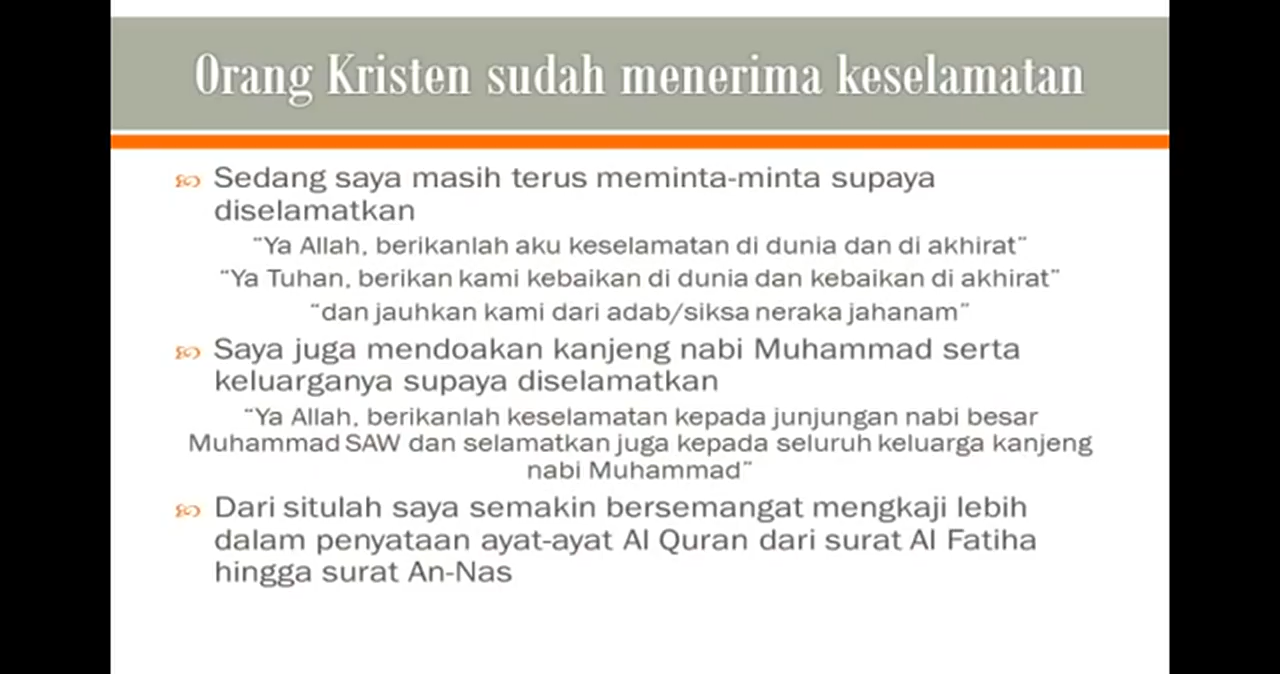 Orang Kristen sudah menerima keselamatan
Sedang saya masih terus meminta-minta supaya
diselamatkan
"Ya Allah, berikanlah aku keselamatan di dunia dan di akhirat"
"Ya Tuhan, berikan kami kebaikan di dunia dan kebaikan di akhirat"
"dan jauhkan kami dari adab/siksa neraka jahanam"
Saya juga mendoakan kanjeng nabi Muhammad serta
keluarganya supaya diselamatkan
"Ya Allah, berikanlah keselamatan kepada junjungan nabi besar
Muhammad SAW dan selamatkan juga kepada seluruh keluarga kanjeng
nabi Muhammad"
Dari situlah saya semakin bersemangat mengkaji lebih
dalam penyataan ayat-ayat Al Quran dari surat Al Fatiha
hingga surat An-Nas